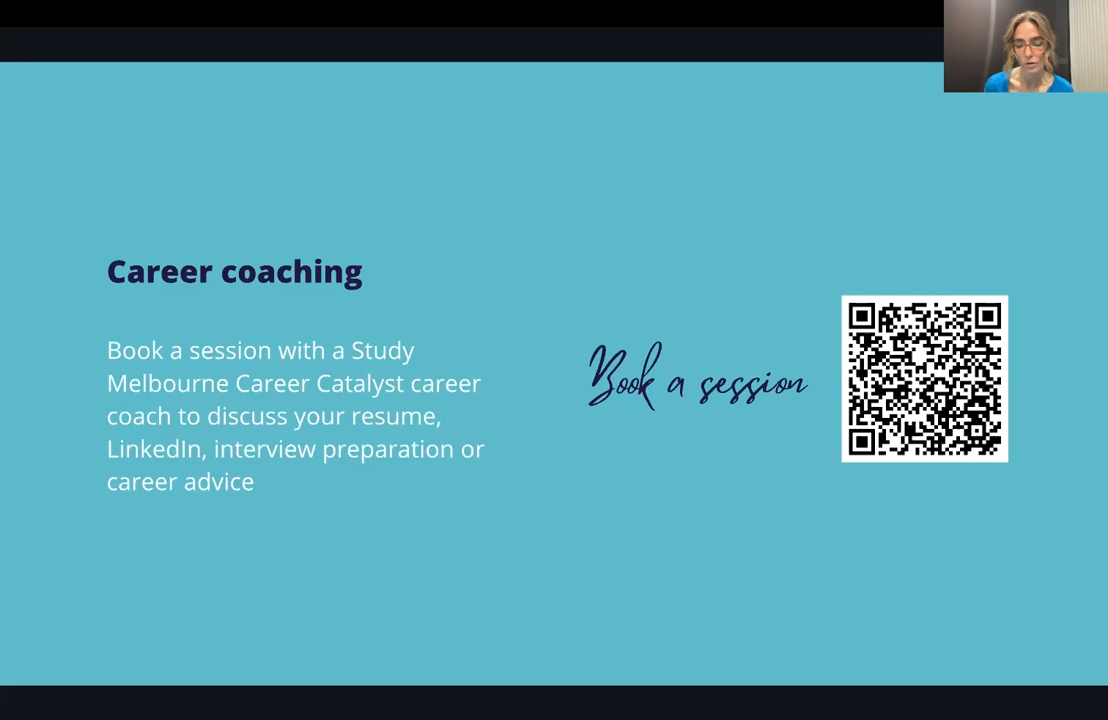 Career coaching
Book a session with a Study
Melbourne Career Catalyst career
coach to discuss your resume,
LinkedIn, interview preparation or
career advice
Book a session